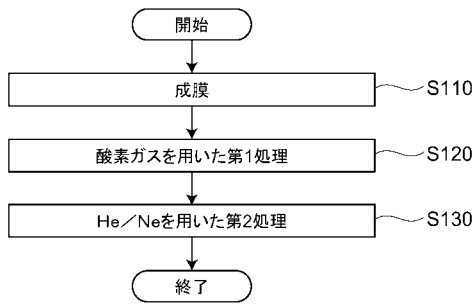 開始
成膜
S110
酸素ガスを用いた第1処理
S120
He／Neを用いた第2処理
S130
終了